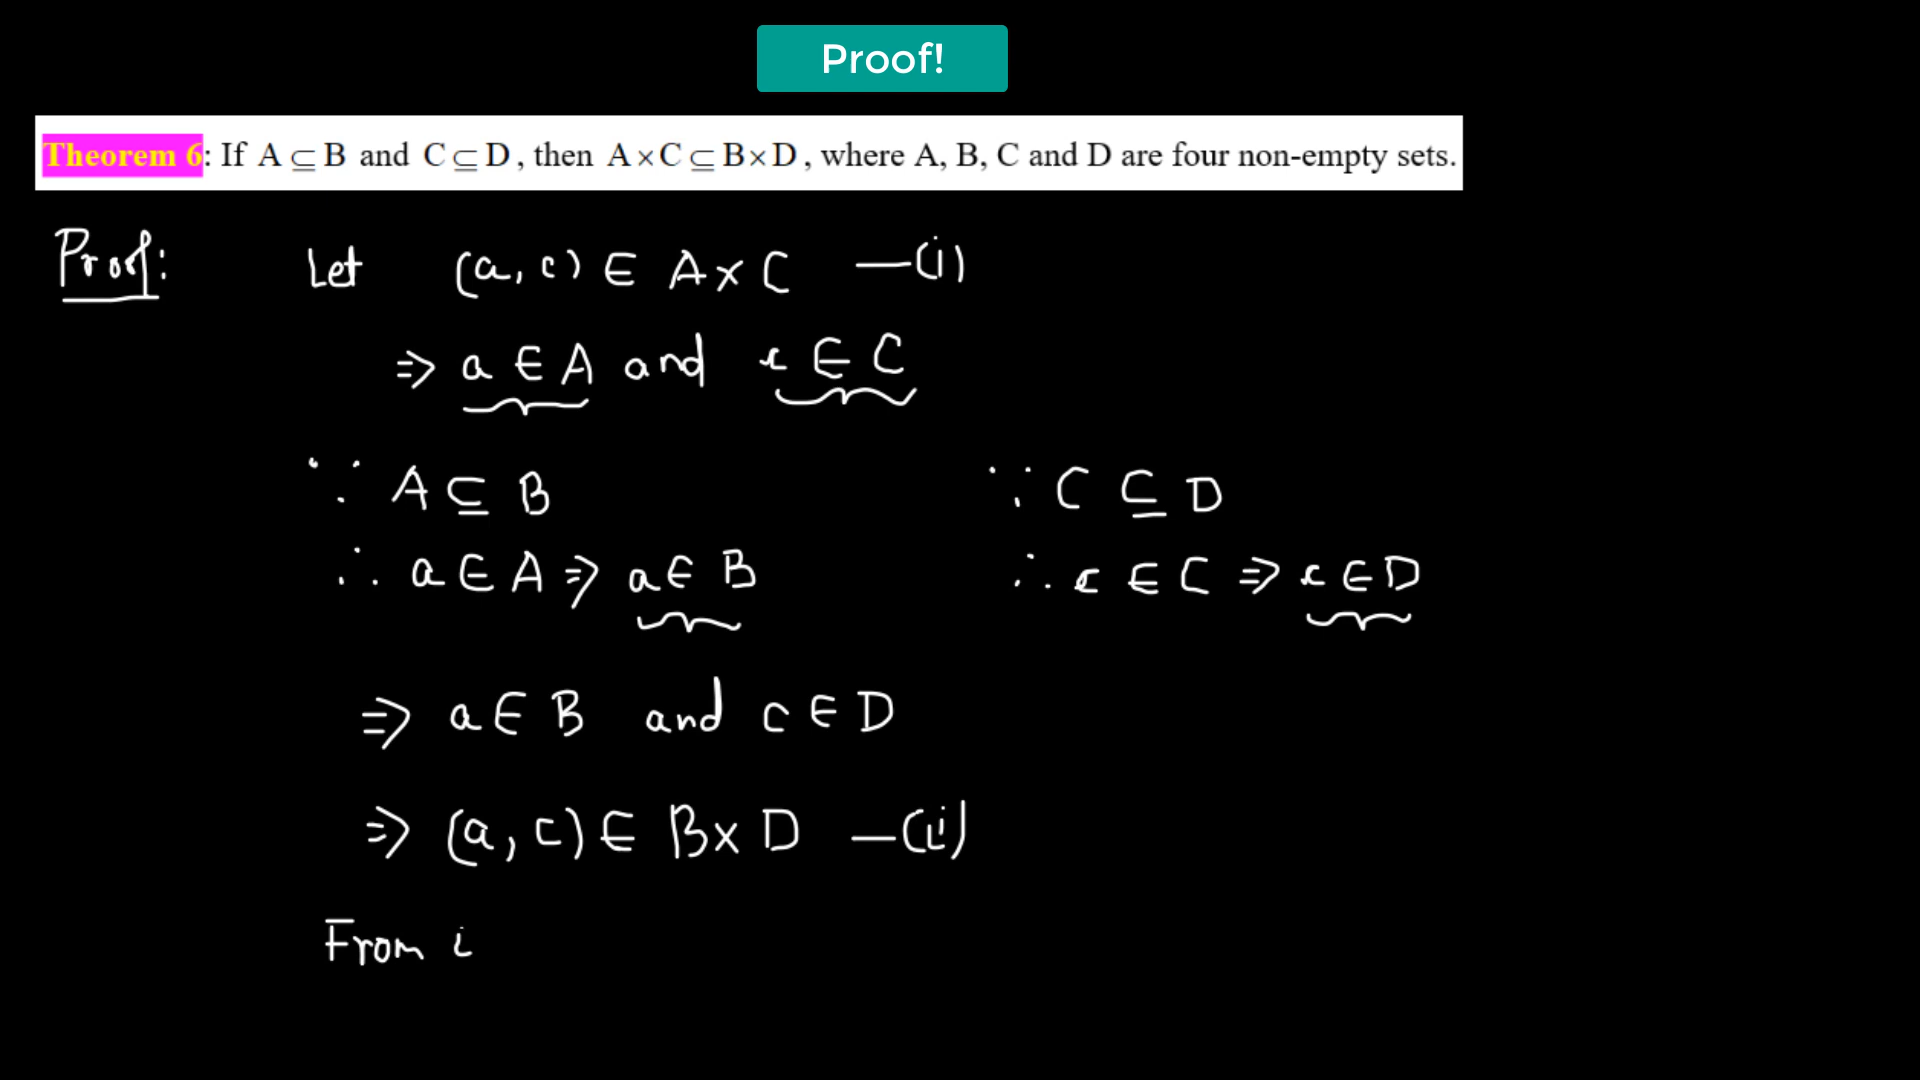 Proof!
Theorem 6: If A ⊆ B and C ⊆ D, then A×C ⊆ B×D, where A, B, C and D are four non-empty sets.
Proof: Let (a, c) ∈ A × C —(i)
⇒ a ∈ A and c ∈ C
∵ A ⊆ B ∵ C ⊆ D
∴ a ∈ A ⇒ a ∈ B ∴ c ∈ C ⇒ c ∈ D
⇒ a ∈ B and c ∈ D
⇒ (a, c) ∈ B × D —(ii)
From i